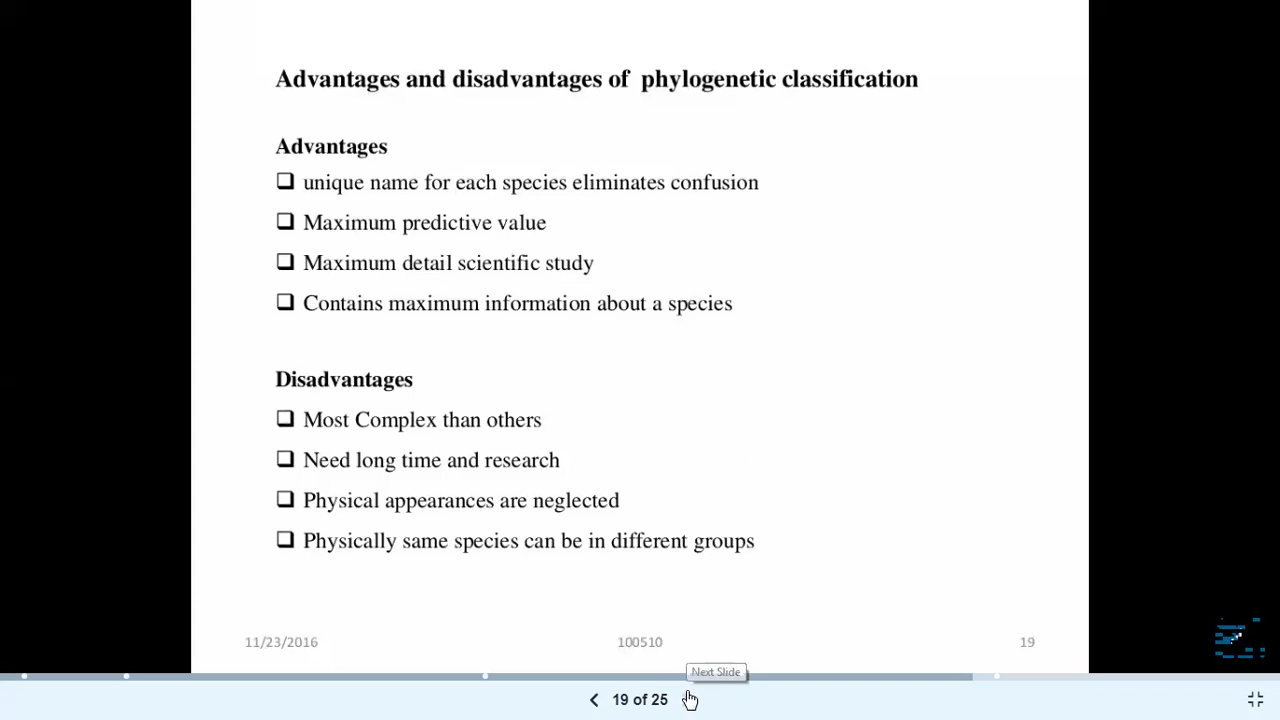 Advantages and disadvantages of phylogenetic classification
Advantages
unique name for each species eliminates confusion
Maximum predictive value
Maximum detail scientific study
Contains maximum information about a species
Disadvantages
Most Complex than others
Need long time and research
Physical appearances are neglected
Physically same species can be in different groups
11/23/2016
100510
19
Next Slide
19 of 25